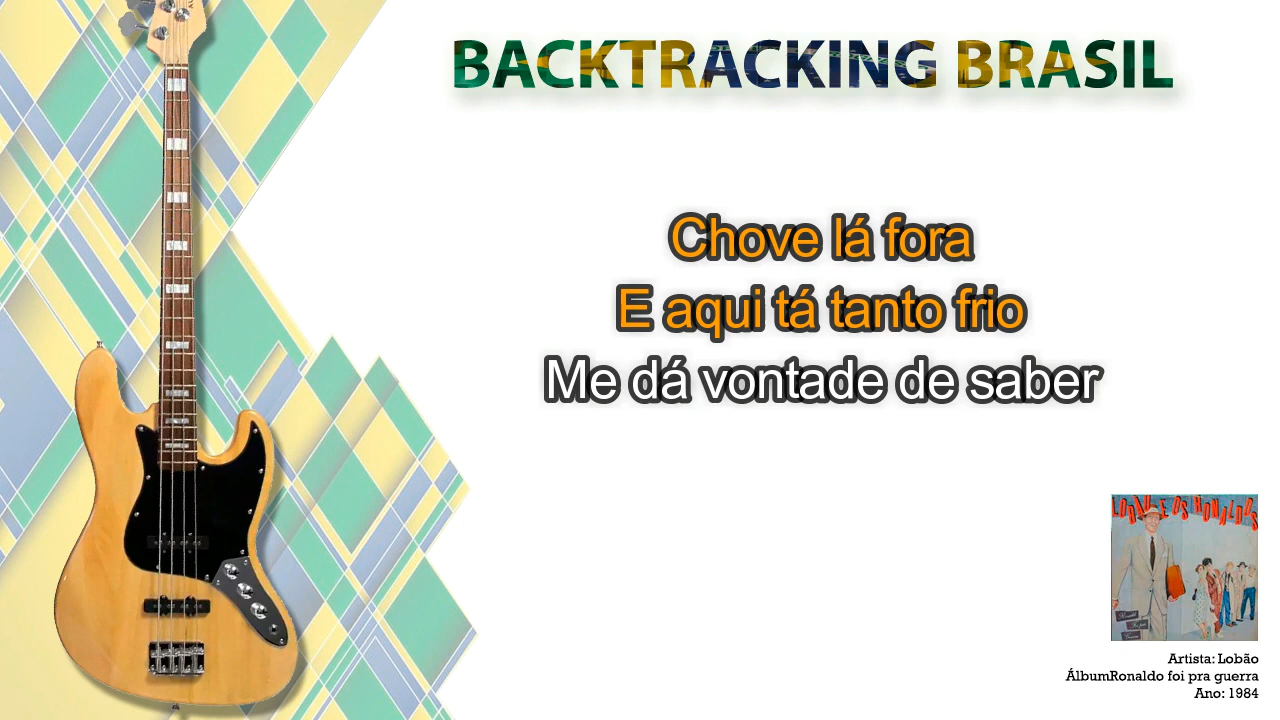 BACKTRACKING BRASIL
Chove lá fora
E aqui tá tanto frio
Me dá vontade de saber
LOBÃO E OS RONALDOS
Artista: Lobão
ÁlbumRonaldo foi pra guerra
Ano: 1984